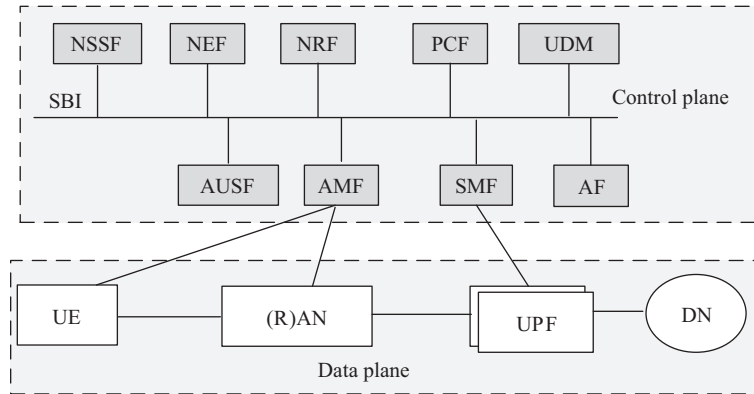 NSSF NEF NRF PCF UDM
SBI Control plane
AUSF AMF SMF AF
UE (R)AN UPF DN
Data plane